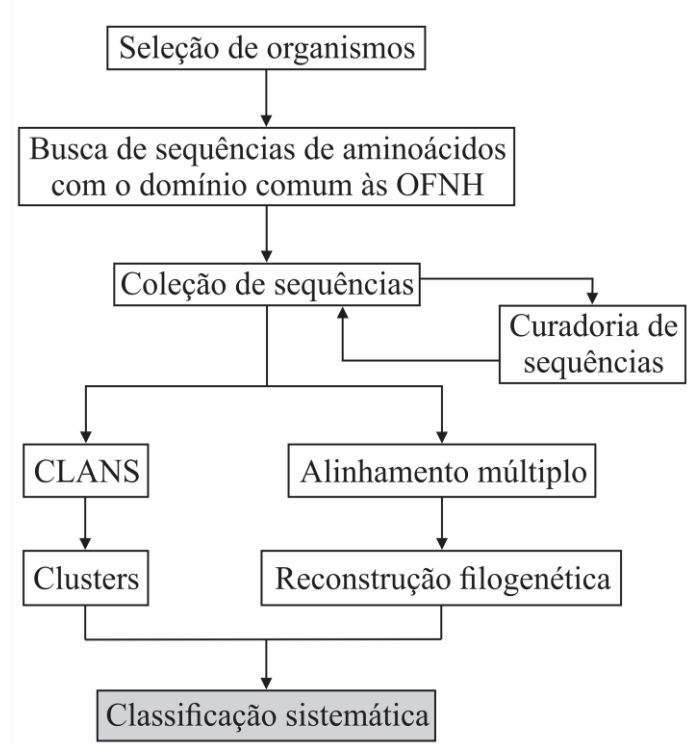 Seleção de organismos
Busca de sequências de aminoácidos
com o domínio comum às OFNH
Coleção de sequências
Curadoria de
sequências
CLANS
Alinhamento múltiplo
Clusters
Reconstrução filogenética
Classificação sistemática